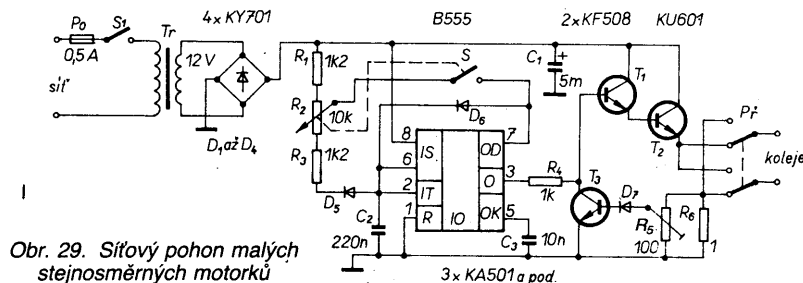 4× KY701
B555
2×KF508
KU601
Po
0,5 A
S1
Tr
12 V
síť
D1 až D4
R1
1k2
R2
10k
R3
1k2
D5
S
D6
C1
+
5m
T1
T2
Př
koleje
8
IS
OD
7
6
2
IT
O
3
R4
1k
T3
D7
1
R
IO
OK
5
C2
220n
C3
10n
R5
100
R6
1
3× KA501 a pod.
Obr. 29. Síťový pohon malých
stejnosměrných motorků